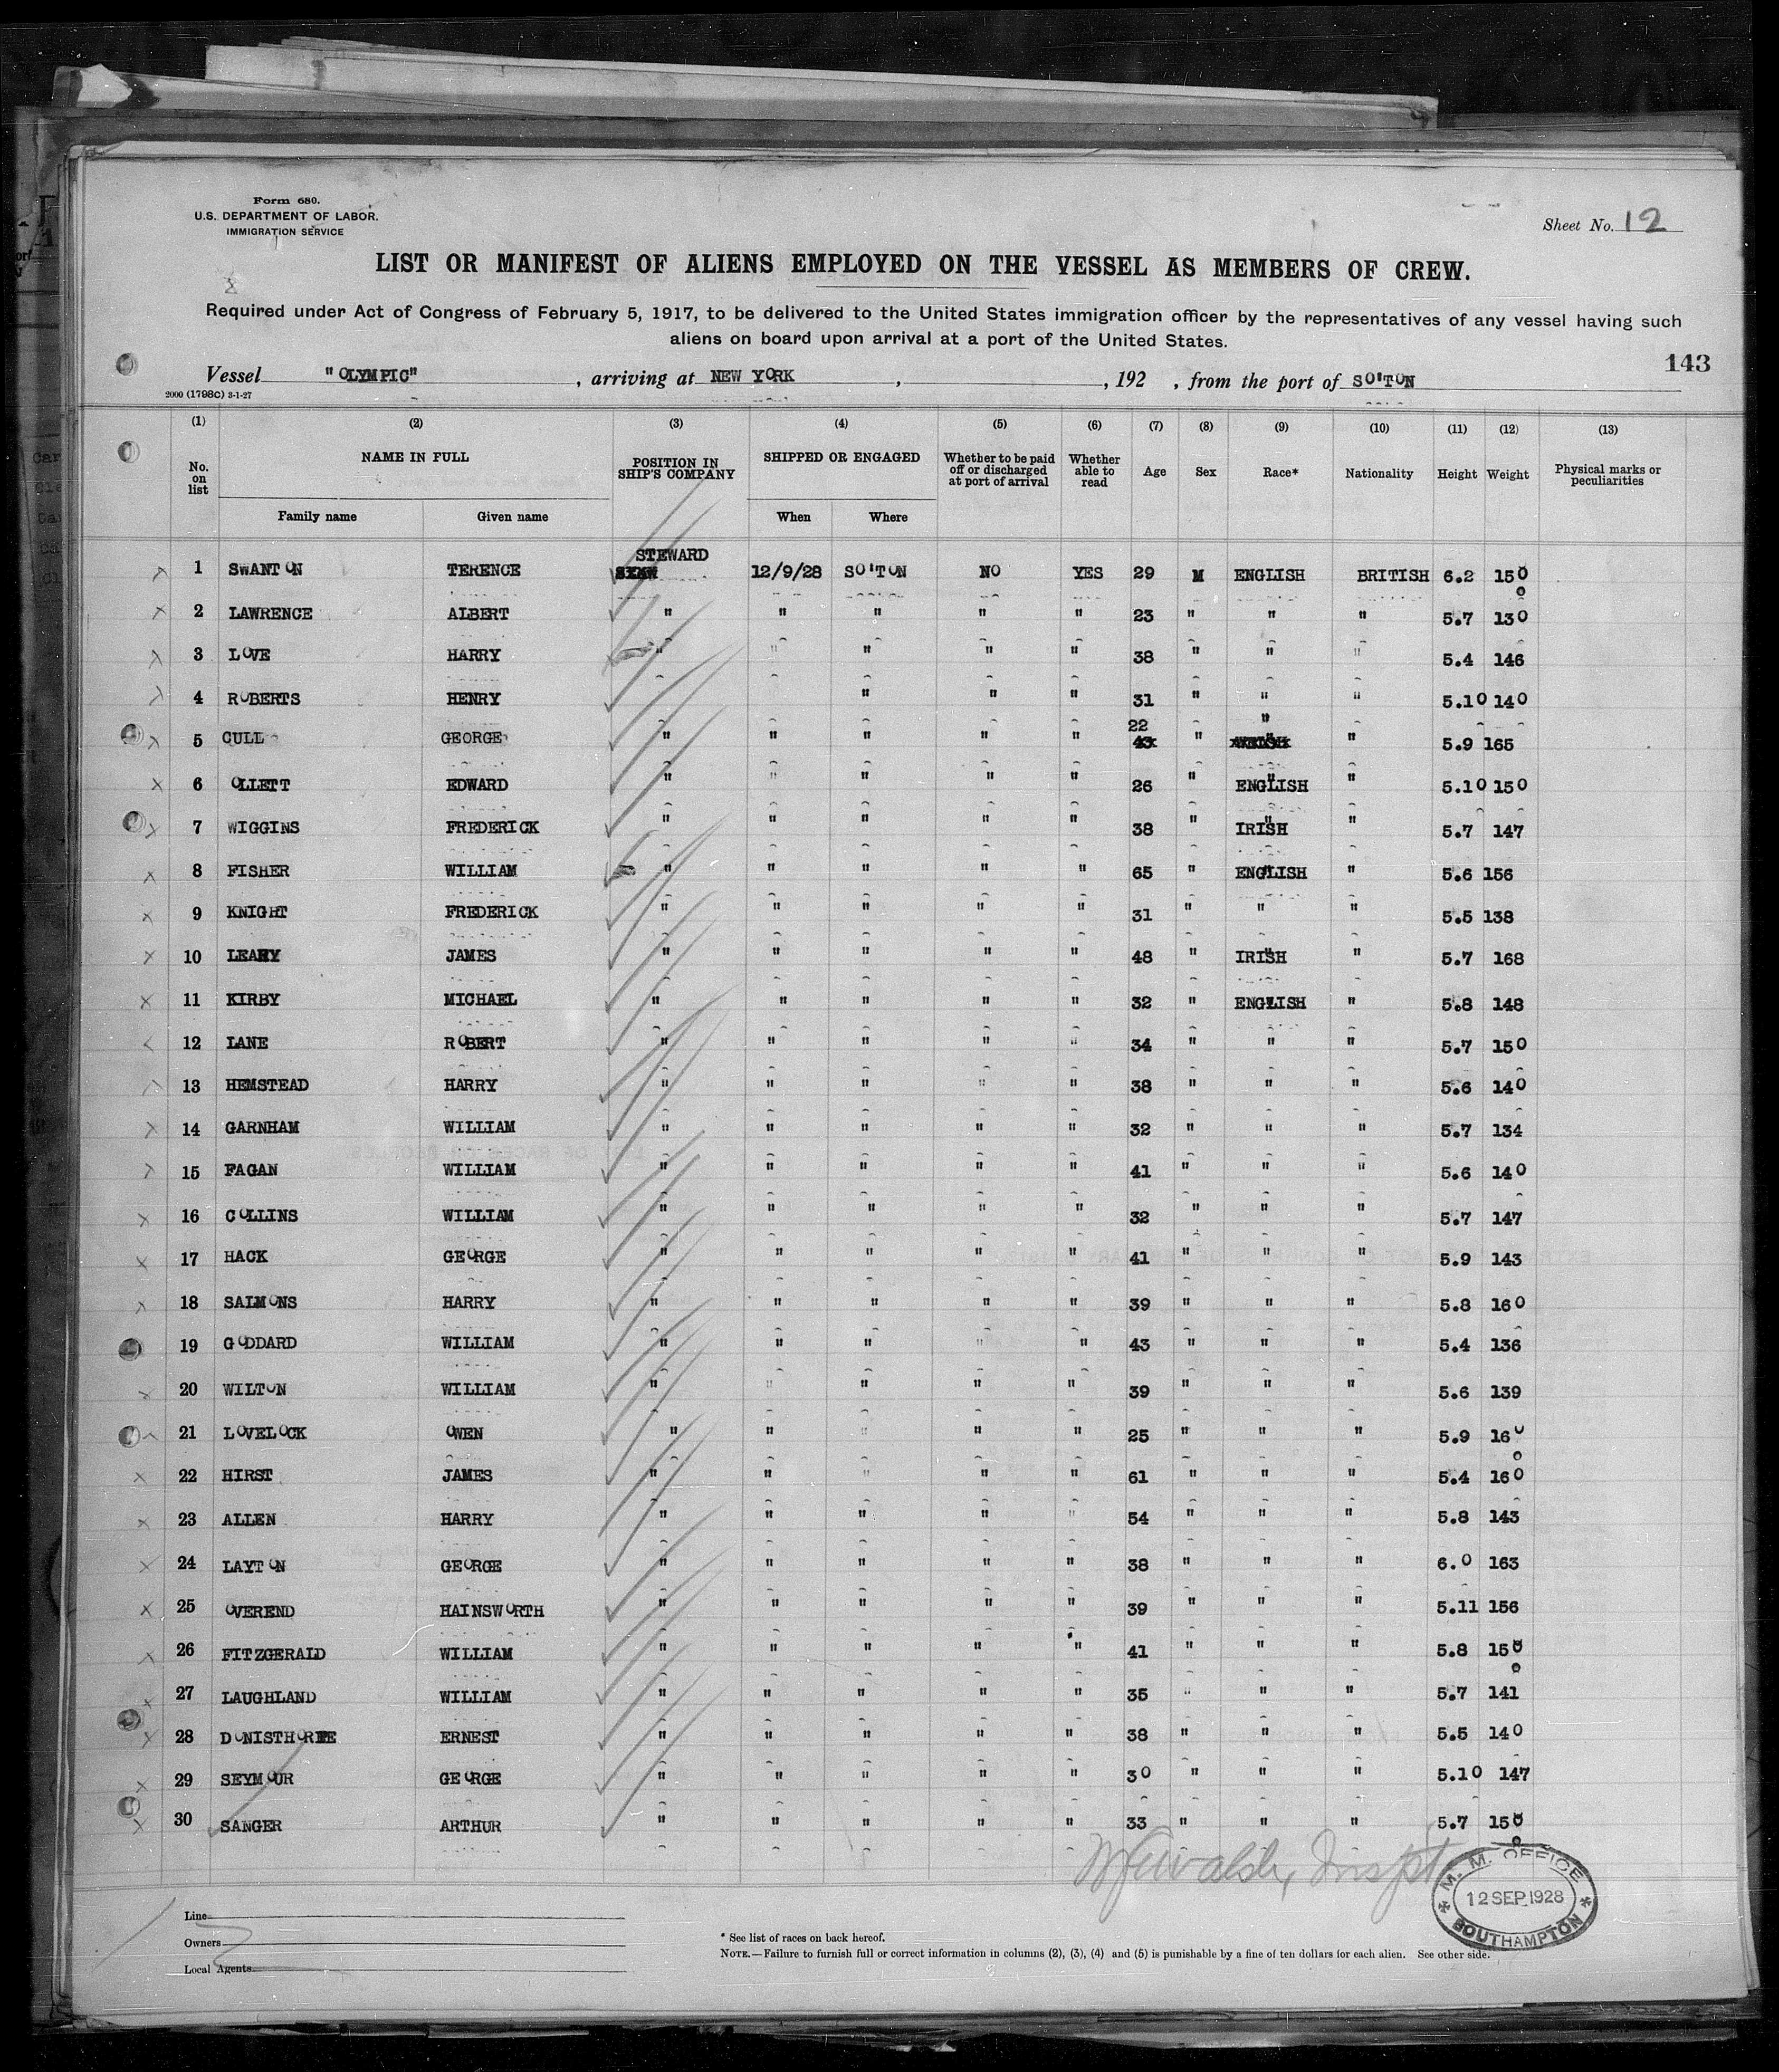 Form 680.
U.S. DEPARTMENT OF LABOR.
IMMIGRATION SERVICE
Sheet No. 12
LIST OR MANIFEST OF ALIENS EMPLOYED ON THE VESSEL AS MEMBERS OF CREW.
Required under Act of Congress of February 5, 1917, to be delivered to the United States immigration officer by the representatives of any vessel having such
aliens on board upon arrival at a port of the United States.
143
Vessel "OLYMPIC" , arriving at NEW YORK , , 192 , from the port of SO'TON
2000 (1798C) 3-1-27
(1) (2) (3) (4) (5) (6) (7) (8) (9) (10) (11) (12) (13)
No. on list NAME IN FULL Family name Given name POSITION IN SHIP'S COMPANY SHIPPED OR ENGAGED When Where Whether to be paid off or discharged at port of arrival Whether able to read Age Sex Race* Nationality Height Weight Physical marks or peculiarities
1 SWANTON TERENCE STEWARD 12/9/28 SO'TON NO YES 29 M ENGLISH BRITISH 6.2 150
2 LAWRENCE ALBERT " " " " " 23 " " " 5.7 130
3 LOVE HARRY " " " " " 38 " " " 5.4 146
4 ROBERTS HENRY " " " 31 " " " 5.10 140
5 CULL GEORGE " " " " " 22 " " " 5.9 165
6 OLLETT EDWARD " " " " " 26 " ENGLISH " 5.10 150
7 WIGGINS FREDERICK " " " " " 38 " IRISH " 5.7 147
8 FISHER WILLIAM " " " " " 65 " ENGLISH " 5.6 156
9 KNIGHT FREDERICK " " " " " 31 " " " 5.5 138
10 LEARY JAMES " " " " " 48 " IRISH " 5.7 168
11 KIRBY MICHAEL " " " " " 32 " ENGLISH " 5.8 148
12 LANE ROBERT " " " " " 34 " " " 5.7 150
13 HEMSTEAD HARRY " " " " " 38 " " " 5.6 140
14 GARNHAM WILLIAM " " " " " 32 " " " 5.7 134
15 FAGAN WILLIAM " " " " " 41 " " " 5.6 140
16 COLLINS WILLIAM " " " " " 32 " " " 5.7 147
17 HACK GEORGE " " " " " 41 " " " 5.9 143
18 SALMONS HARRY " " " " " 39 " " " 5.8 160
19 GODDARD WILLIAM " " " " " 43 " " " 5.4 136
20 WILTON WILLIAM " " " " " 39 " " " 5.6 139
21 LOVELOCK OWEN " " " " " 25 " " " 5.9 160
22 HIRST JAMES " " " " " 61 " " " 5.4 160
23 ALLEN HARRY " " " " " 54 " " " 5.8 143
24 LAYTON GEORGE " " " " " 38 " " " 6.0 163
25 OVEREND HAINSWORTH " " " " " 39 " " " 5.11 156
26 FITZGERALD WILLIAM " " " " " 41 " " " 5.8 150
27 LAUGHLAND WILLIAM " " " " " 35 " " " 5.7 141
28 DONISTHORPE ERNEST " " " " " 38 " " " 5.5 140
29 SEYMOUR GEORGE " " " " " 30 " " " 5.10 147
30 SANGER ARTHUR " " " " " 33 " " " 5.7 150
M. M. OFFICE
12 SEP 1928
SOUTHAMPTON
Line
Owners
Local Agents
* See list of races on back hereof.
NOTE.—Failure to furnish full or correct information in columns (2), (3), (4) and (5) is punishable by a fine of ten dollars for each alien. See other side.